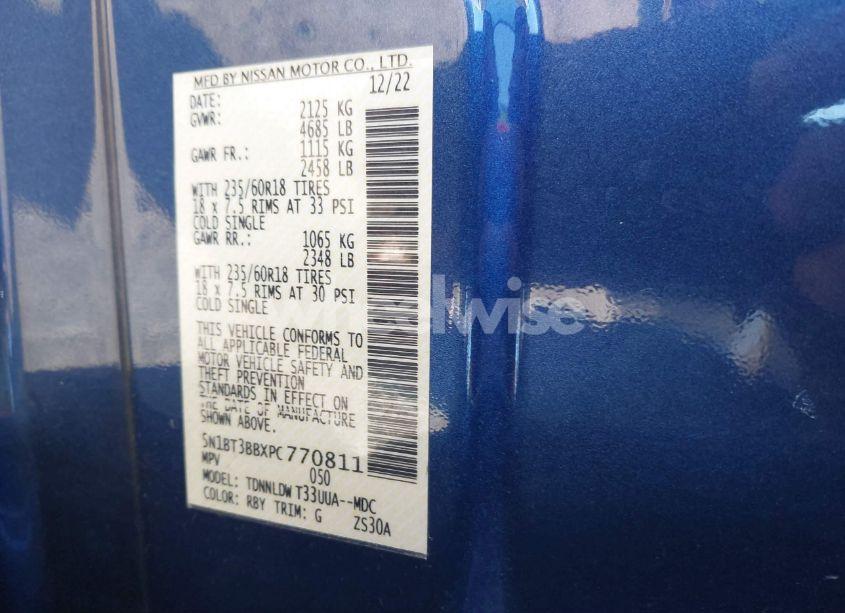 MFD BY NISSAN MOTOR CO., LTD.
DATE: 12/22
GVWR: 2125 KG
4685 LB
GAWR FR.: 1115 KG
2458 LB
WITH 235/60R18 TIRES
18 x 7.5 RIMS AT 33 PSI
COLD SINGLE
GAWR RR.: 1065 KG
2348 LB
WITH 235/60R18 TIRES
18 x 7.5 RIMS AT 30 PSI
COLD SINGLE
THIS VEHICLE CONFORMS TO
ALL APPLICABLE FEDERAL
MOTOR VEHICLE SAFETY AND
THEFT PREVENTION
STANDARDS IN EFFECT ON
THE DATE OF MANUFACTURE
SHOWN ABOVE.
5N1BT3BBXPC770811
MPV 050
MODEL: TDNNLDW T33UUA--MDC
COLOR: RBY TRIM: G ZS30A
wheelwise